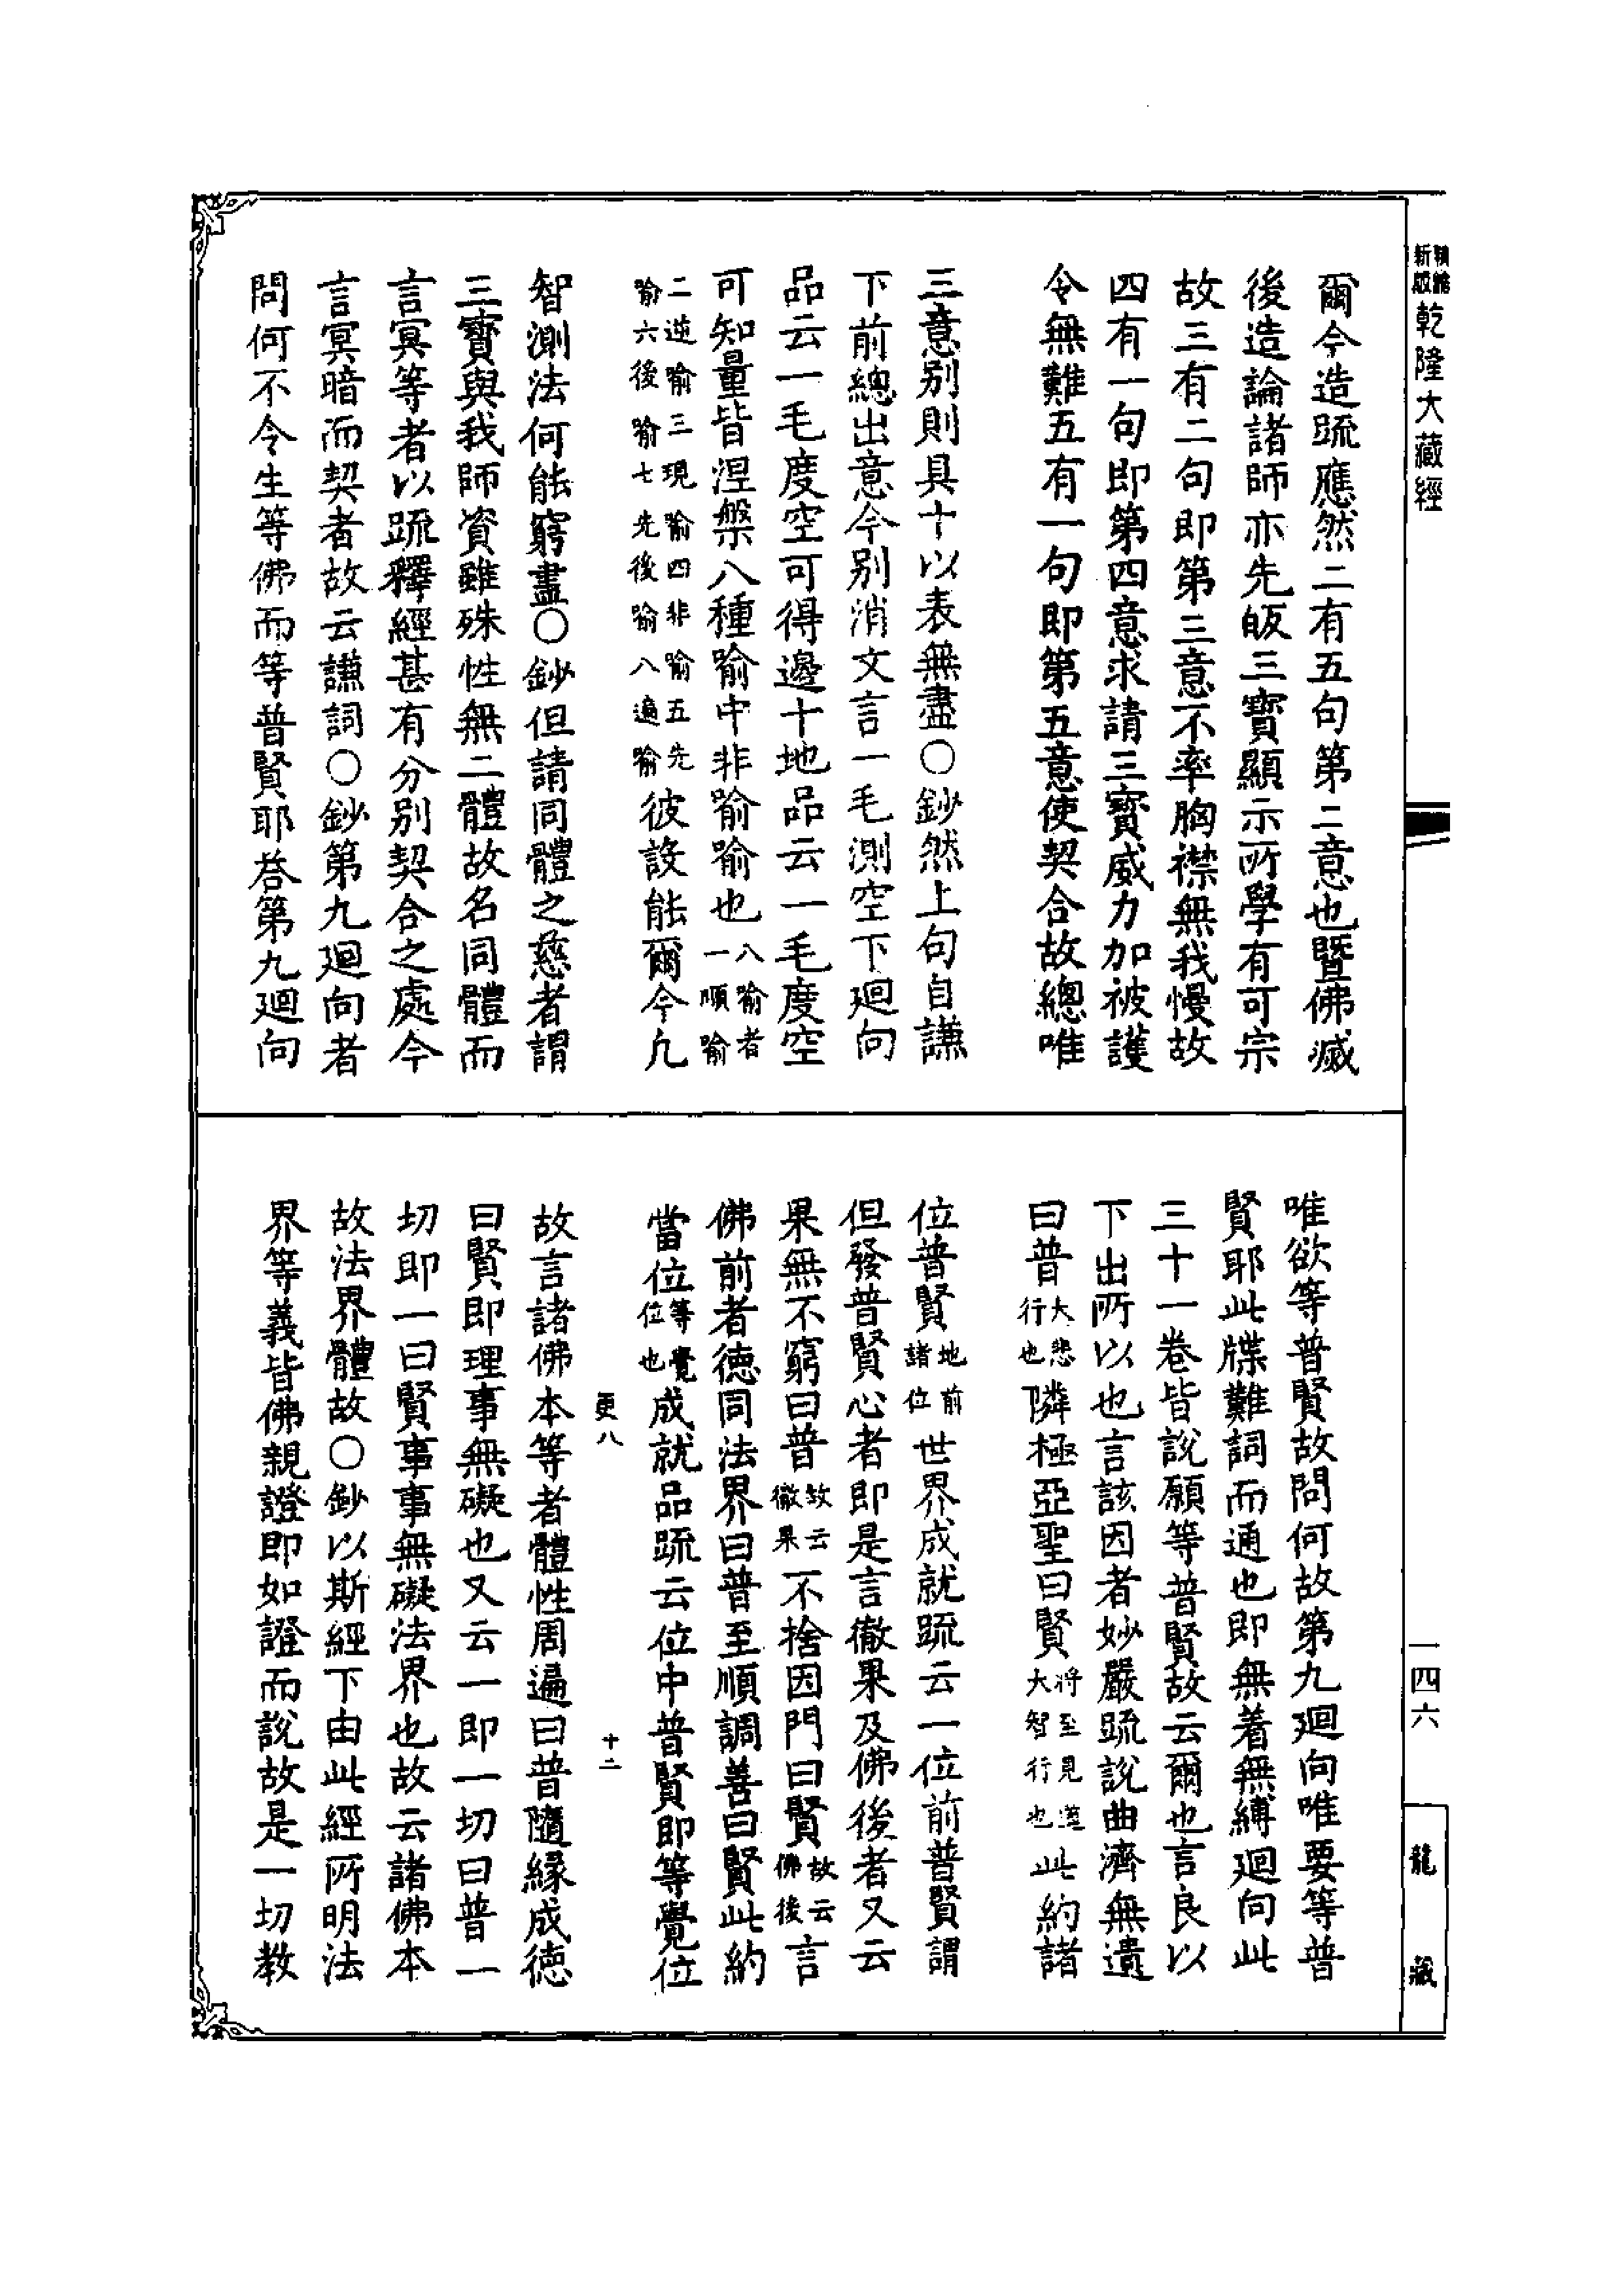 新版
乾隆大藏經
爾今造䟽應然二有五句第二意也暨佛滅
後造論諸師亦先皈三寶顯示所學有可宗
故三有二句即第三意不率胸襟無我慢故
四有一句即第四意求請三寶威力加被護
令無難五有一句即第五意使契合故總唯
三意别則具十以表無盡〇鈔然上句自謙
下前總出意今别消文言一毛測空下廻向
品云一毛度空可得邊十地品云一毛度空
可知量皆涅槃八種喻中非喻喻也八喻者一順喻
二逆喻三現喻四非喻五先喻六後喻七先後喻八遍喻彼設能爾今凢
智測法何能窮盡〇鈔但請同體之慈者謂
三寶與我師資雖殊性無二體故名同體而
言冥等者以䟽釋經甚有分别契合之處今
言冥暗而契者故云謙詞〇鈔第九廻向者
問何不令生等佛而等普賢耶荅第九廻向
唯欲等普賢故問何故第九廻向唯要等普
賢耶此牒難詞而通也即無着無縛廻向此
三十一卷皆說願等普賢故云爾也言良以
下出所以也言該因者妙嚴䟽說曲濟無遺
曰普大悲行也隣極亞聖曰賢將至見道大智行也此約諸
位普賢地前諸位世界成就䟽云一位前普賢謂
但發普賢心者即是言徹果及佛後者又云
果無不窮曰普故云徹果不捨因門曰賢故云佛後言
佛前者德同法界曰普至順調善曰賢此約
當位等覺位也成就品䟽云位中普賢即等覺位
更八
十二
故言諸佛本等者體性周遍曰普隨緣成德
曰賢即理事無礙也又云一即一切曰普一
切即一曰賢事事無礙法界也故云諸佛本
故法界體故〇鈔以斯經下由此經所明法
界等義皆佛親證即如證而說故是一切教
一四六
龍藏